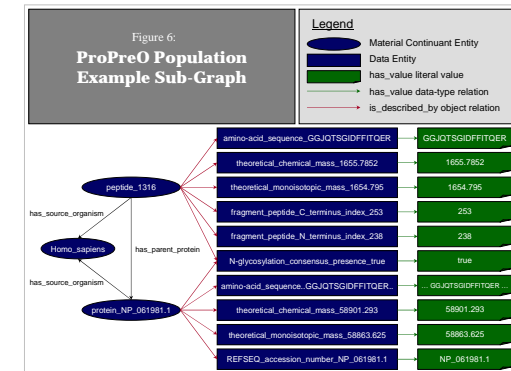 Figure 6:
ProPreO Population
Example Sub-Graph
Legend
Material Continuant Entity
Data Entity
has_value literal value
has_value data-type relation
is_described_by object relation
amino-acid_sequence_GGJQTSGIDFFITQER
GGJQTSGIDFFITQER
theoretical_chemical_mass_1655.7852
1655.7852
peptide_1316
theoretical_monoisotopic_mass_1654.795
1654.795
fragment_peptide_C_terminus_index_253
253
has_source_organism
fragment_peptide_N_terminus_index_238
238
Homo_sapiens
has_parent_protein
N-glycosylation_consensus_presence_true
true
has_source_organism
amino-acid_sequence..GGJQTSGIDFFITQER..
... GGJQTSGIDFFITQER ...
protein_NP_061981.1
theoretical_chemical_mass_58901.293
58901.293
theoretical_monoisotopic_mass_58863.625
58863.625
REFSEQ_accession_number_NP_061981.1
NP_061981.1